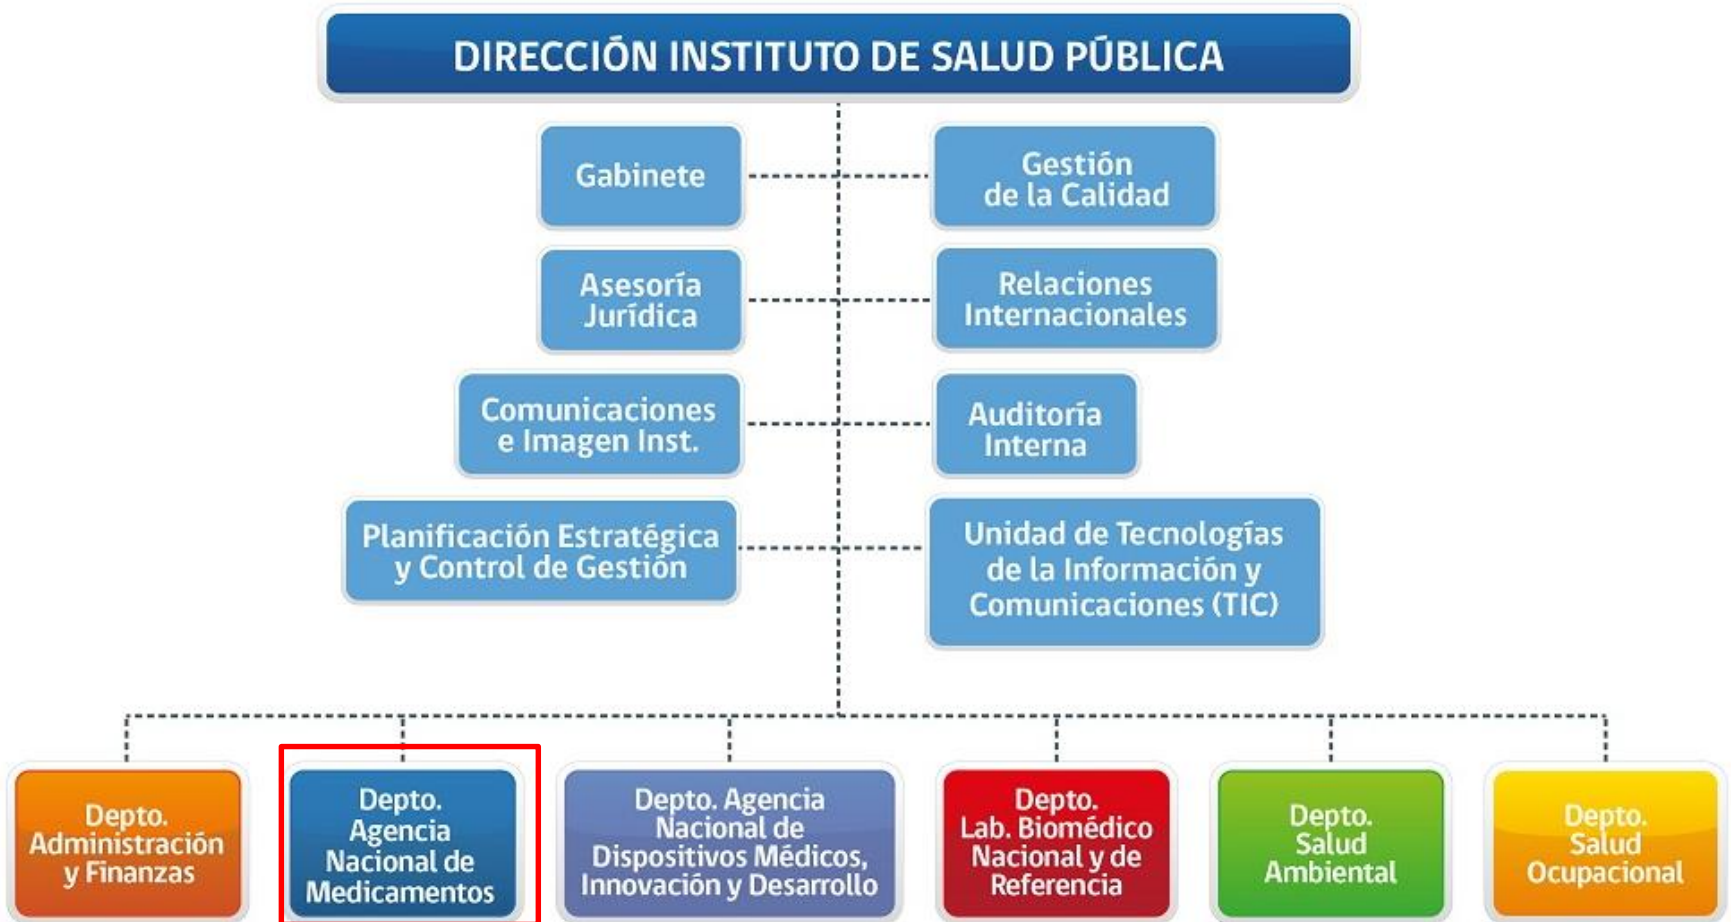 DIRECCIÓN INSTITUTO DE SALUD PÚBLICA
Gabinete
Gestión
de la Calidad
Asesoría
Jurídica
Relaciones
Internacionales
Comunicaciones
e Imagen Inst.
Auditoría
Interna
Planificación Estratégica
y Control de Gestión
Unidad de Tecnologías
de la Información y
Comunicaciones (TIC)
Depto.
Administración
y Finanzas
Depto.
Agencia
Nacional de
Medicamentos
Depto. Agencia
Nacional de
Dispositivos Médicos,
Innovación y Desarrollo
Depto.
Lab. Biomédico
Nacional y de
Referencia
Depto.
Salud
Ambiental
Depto.
Salud
Ocupacional